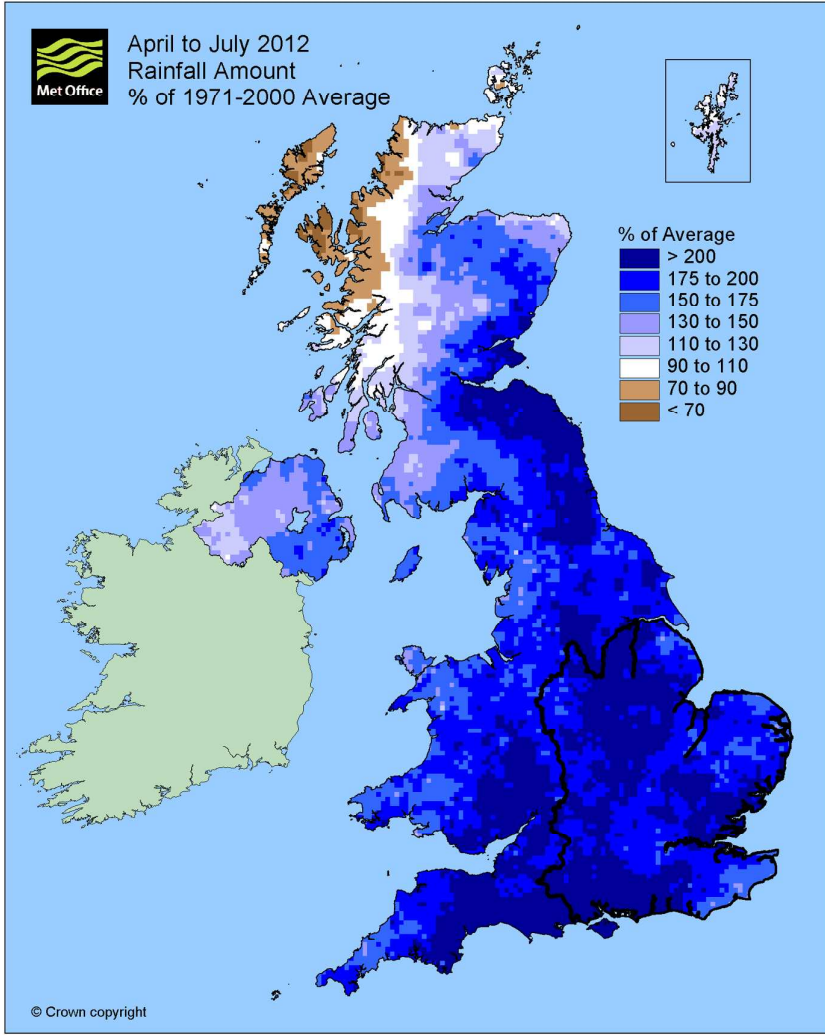 Met Office
April to July 2012
Rainfall Amount
% of 1971-2000 Average
% of Average
> 200
175 to 200
150 to 175
130 to 150
110 to 130
90 to 110
70 to 90
< 70
© Crown copyright